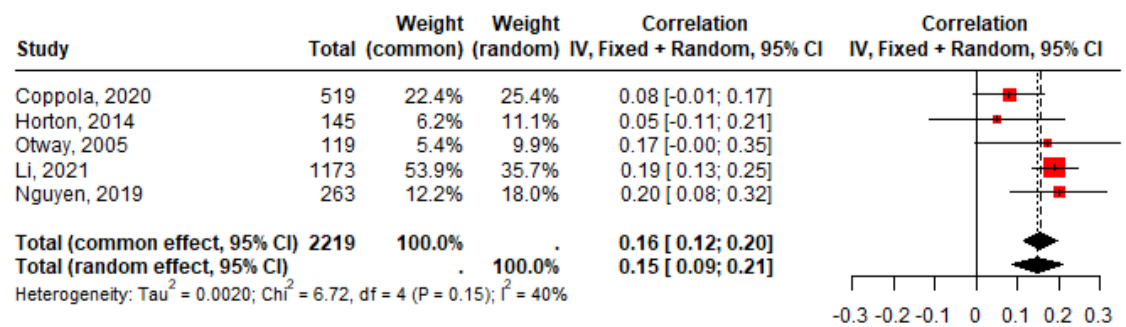 Weight Weight Correlation Correlation
Study Total (common) (random) IV, Fixed + Random, 95% CI IV, Fixed + Random, 95% CI
Coppola, 2020 519 22.4% 25.4% 0.08 [-0.01; 0.17]
Horton, 2014 145 6.2% 11.1% 0.05 [-0.11; 0.21]
Otway, 2005 119 5.4% 9.9% 0.17 [-0.00; 0.35]
Li, 2021 1173 53.9% 35.7% 0.19 [ 0.13; 0.25]
Nguyen, 2019 263 12.2% 18.0% 0.20 [ 0.08; 0.32]
Total (common effect, 95% CI) 2219 100.0% . 0.16 [ 0.12; 0.20]
Total (random effect, 95% CI) . 100.0% 0.15 [ 0.09; 0.21]
Heterogeneity: Tau² = 0.0020; Chi² = 6.72, df = 4 (P = 0.15); I² = 40%
-0.3 -0.2 -0.1 0 0.1 0.2 0.3